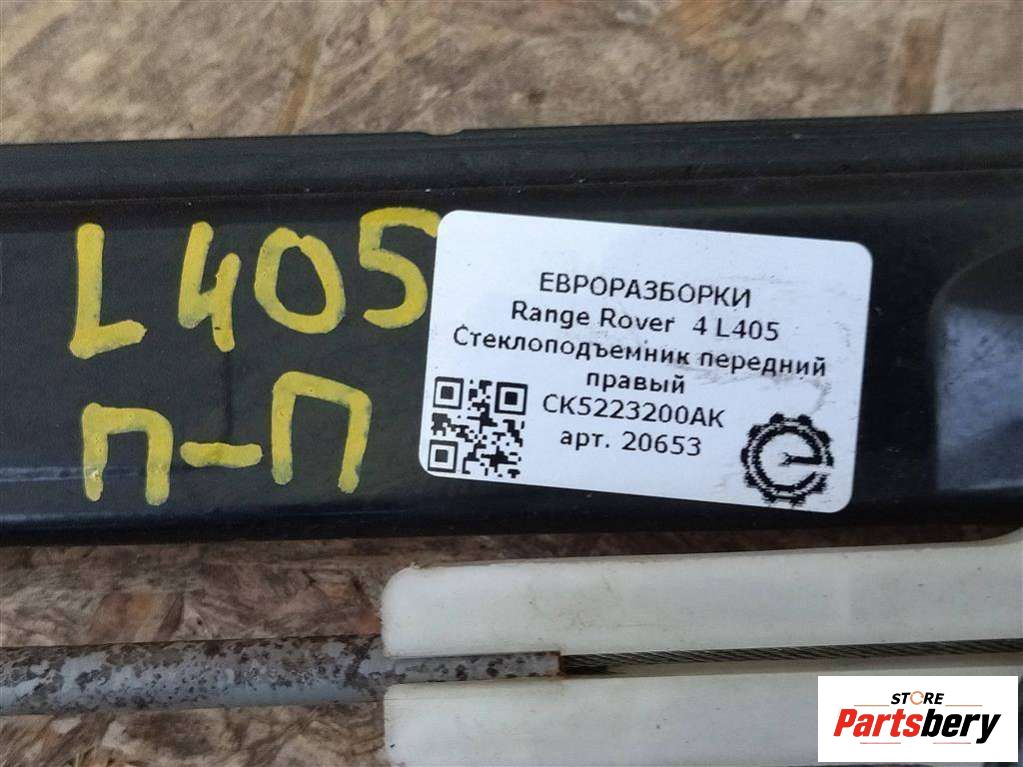 L405
П-П
ЕВРОРАЗБОРКИ
Range Rover 4 L405
Стеклоподъемник передний
правый
CK5223200AK
арт. 20653
STORE
Partsbery